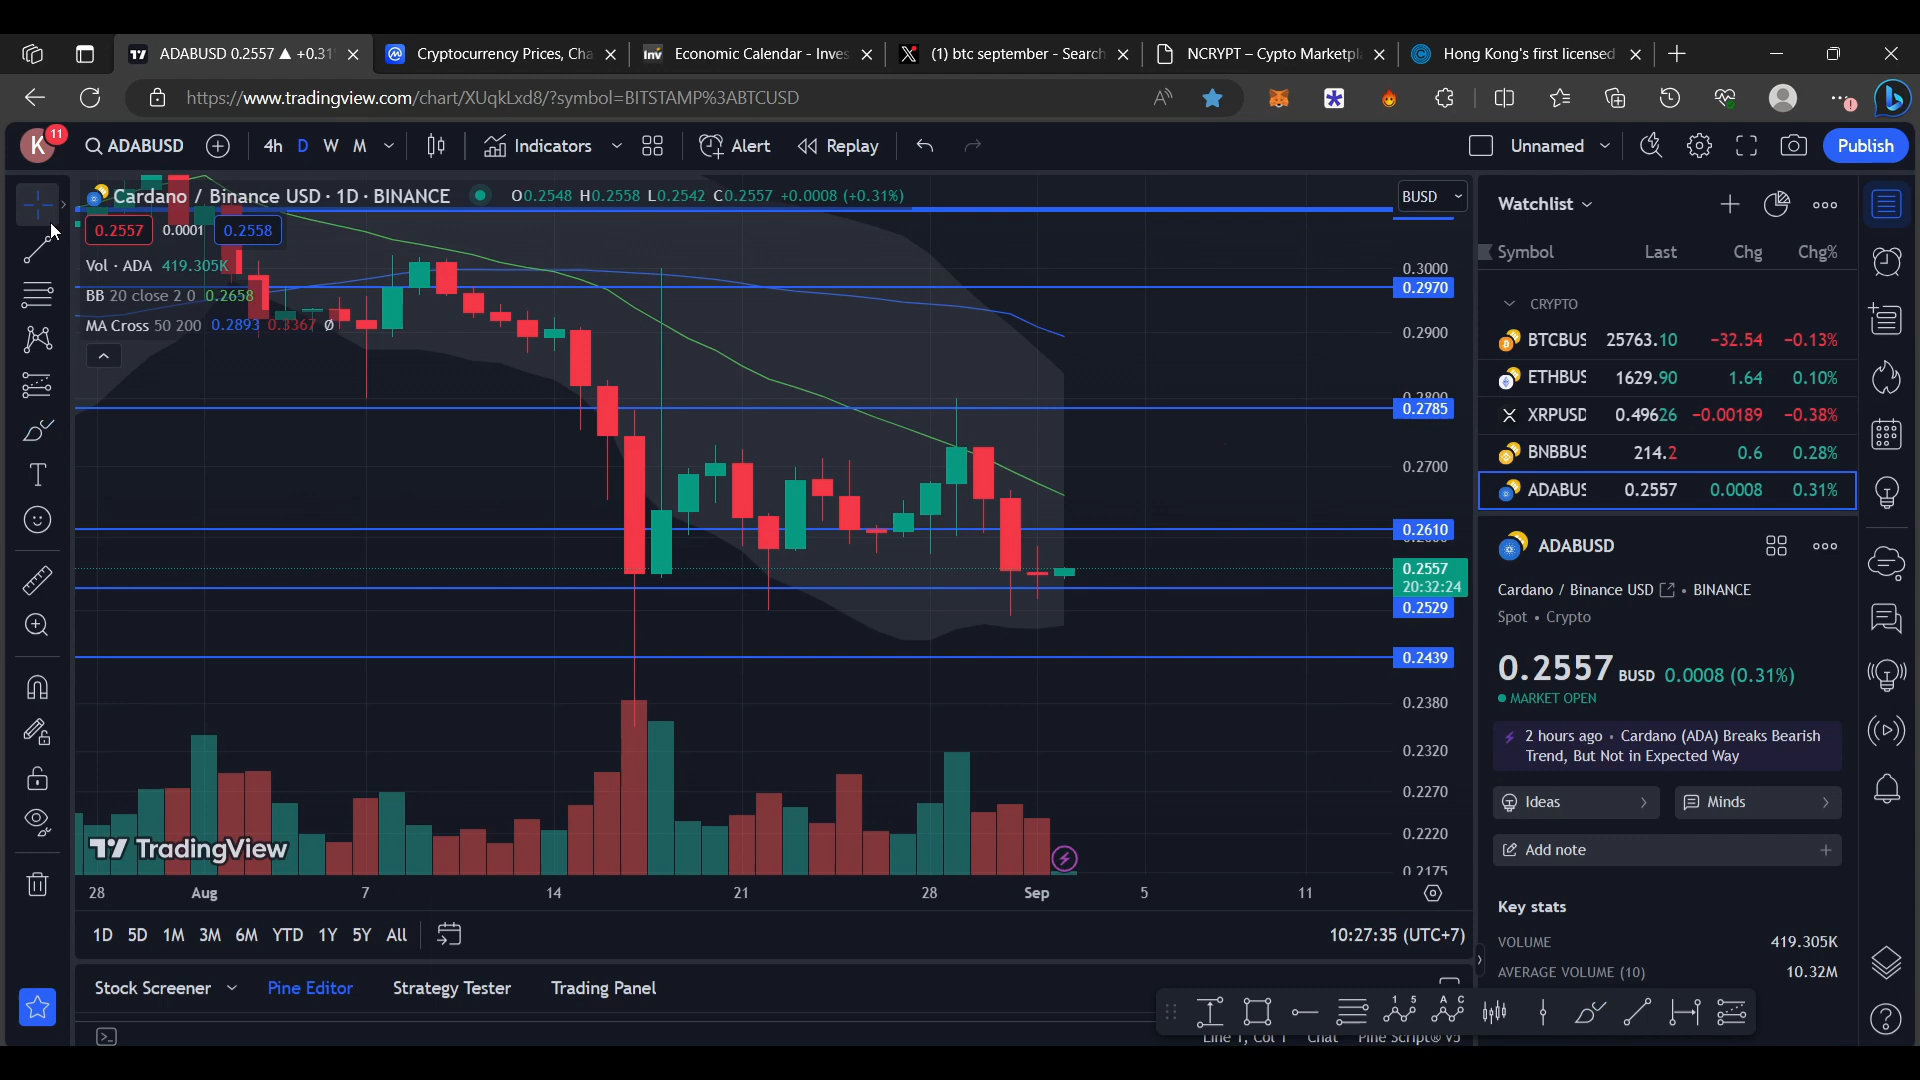 ADABUSD 0.2557 ▲ +0.31
Cryptocurrency Prices, Cha
Economic Calendar - Inves
(1) btc september - Search
NCRYPT – Cypto Marketpl
Hong Kong's first licensed
https://www.tradingview.com/chart/XUqkLxd8/?symbol=BITSTAMP%3ABTCUSD
K
11
ADABUSD
4h D W M
Indicators
Alert
Replay
Unnamed
Publish
Cardano / Binance USD · 1D · BINANCE
O0.2548 H0.2558 L0.2542 C0.2557 +0.0008 (+0.31%)
BUSD
0.2557 0.0001 0.2558
Vol · ADA 419.305K
BB 20 close 2 0 0.2658
MA Cross 50 200 0.2893 0.3367 Ø
0.3000
0.2970
0.2900
0.2800
0.2785
0.2700
0.2610
0.2557
20:32:24
0.2529
0.2439
0.2380
0.2320
0.2270
0.2220
0.2175
TradingView
28 Aug 7 14 21 28 Sep 5 11
1D 5D 1M 3M 6M YTD 1Y 5Y All
10:27:35 (UTC+7)
Stock Screener
Pine Editor
Strategy Tester
Trading Panel
Line 1, Col 1 Chat Pine Script® v5
Watchlist
Symbol Last Chg Chg%
CRYPTO
BTCBUS 25763.10 -32.54 -0.13%
ETHBUS 1629.90 1.64 0.10%
XRPUSD 0.49626 -0.00189 -0.38%
BNBBUS 214.2 0.6 0.28%
ADABUS 0.2557 0.0008 0.31%
ADABUSD
Cardano / Binance USD • BINANCE
Spot • Crypto
0.2557 BUSD 0.0008 (0.31%)
MARKET OPEN
2 hours ago • Cardano (ADA) Breaks Bearish
Trend, But Not in Expected Way
Ideas
Minds
Add note
Key stats
VOLUME 419.305K
AVERAGE VOLUME (10) 10.32M